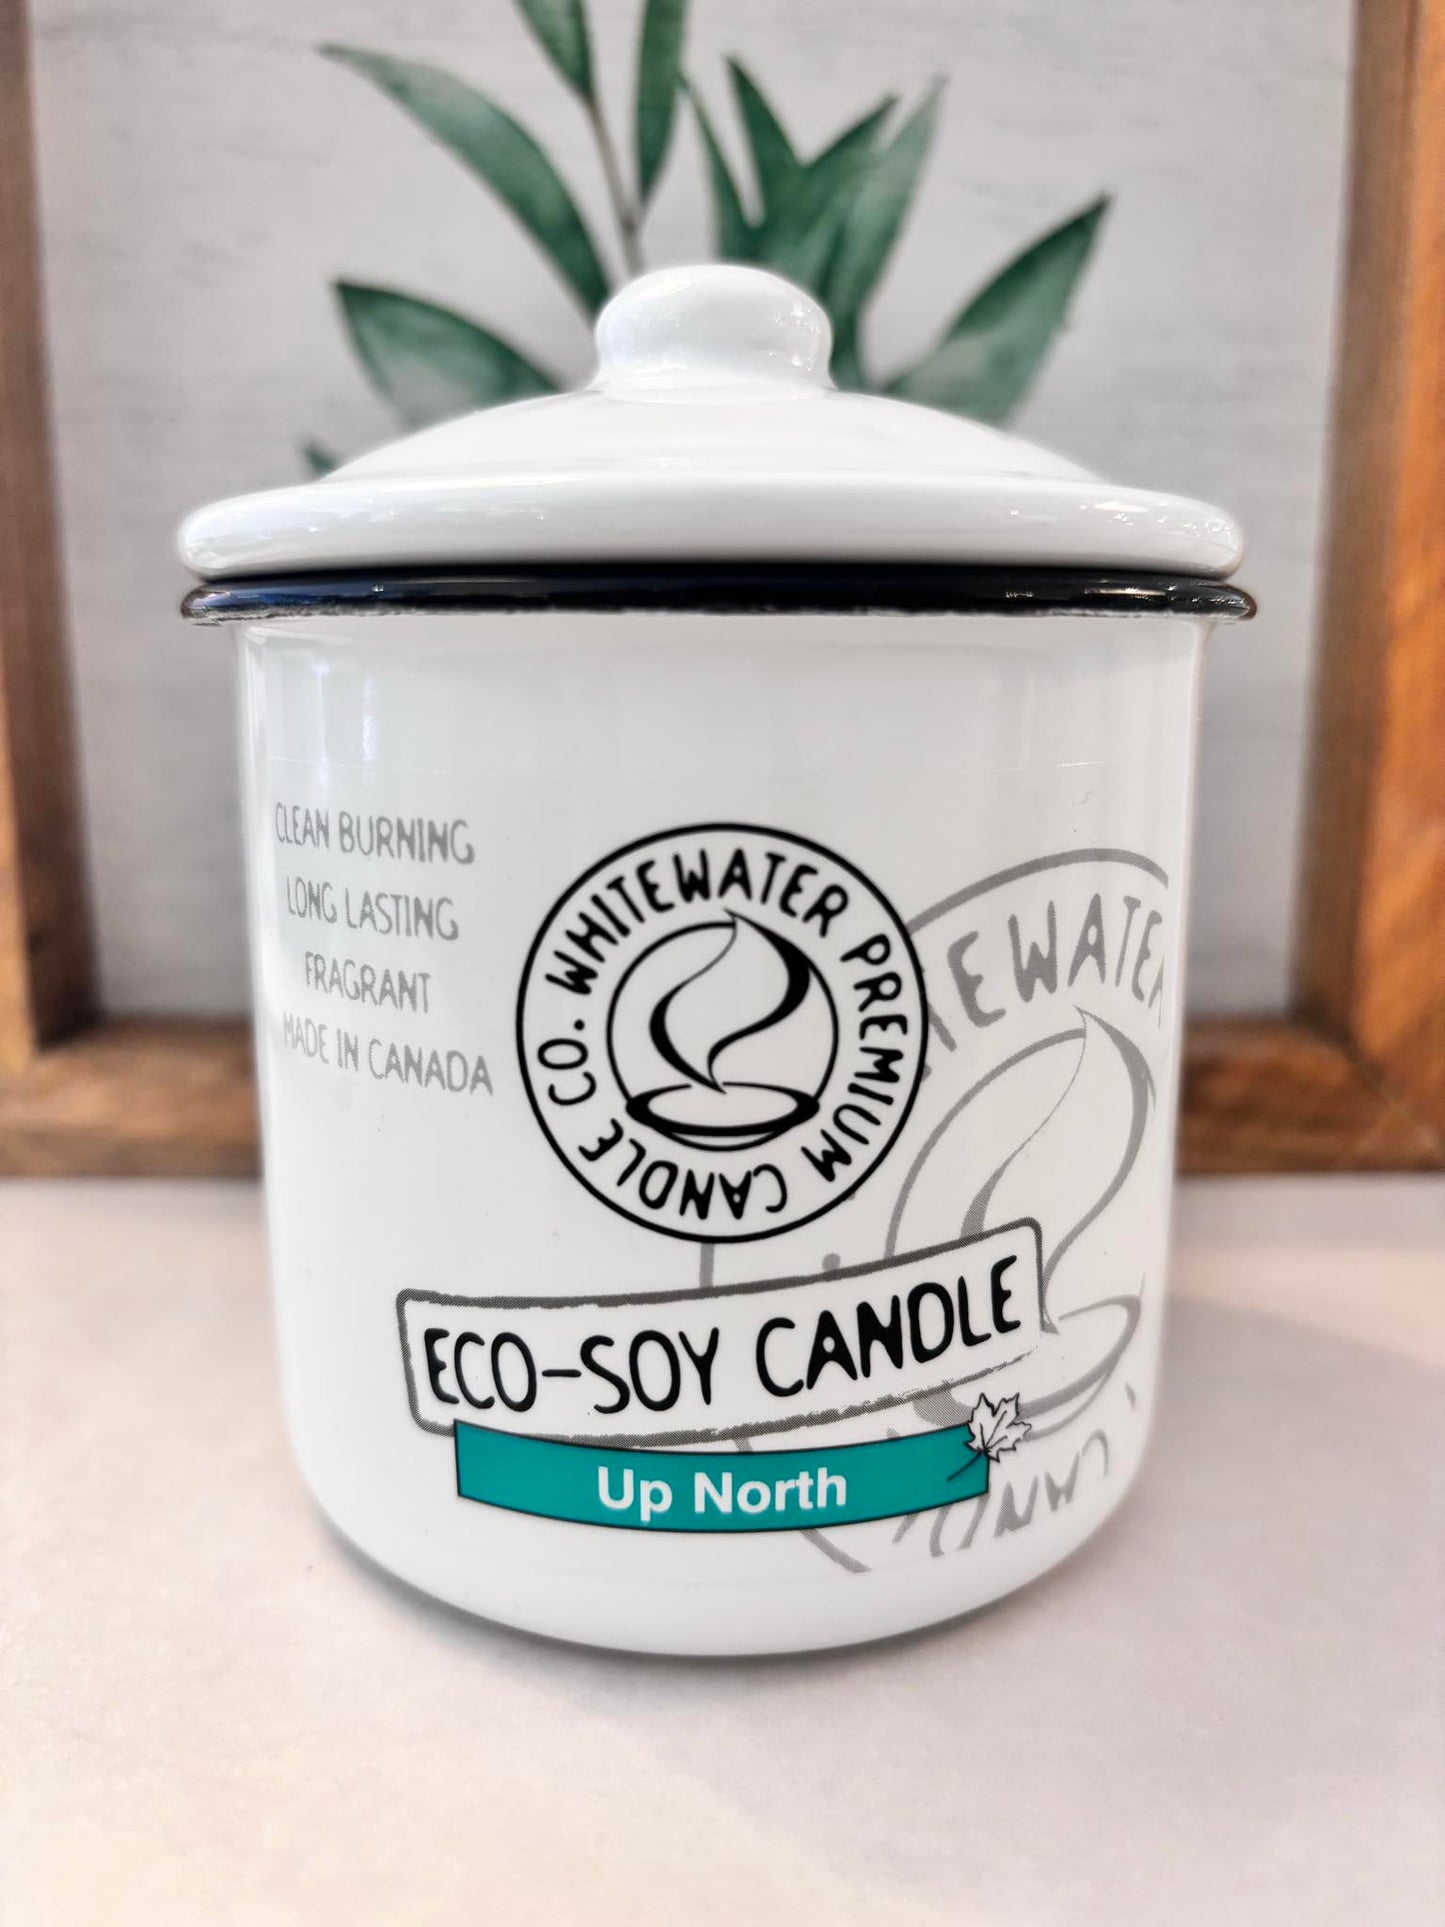 CLEAN BURNING
LONG LASTING
FRAGRANT
MADE IN CANADA
WHITEWATER PREMIUM CANDLE CO.
ECO-SOY CANDLE
Up North